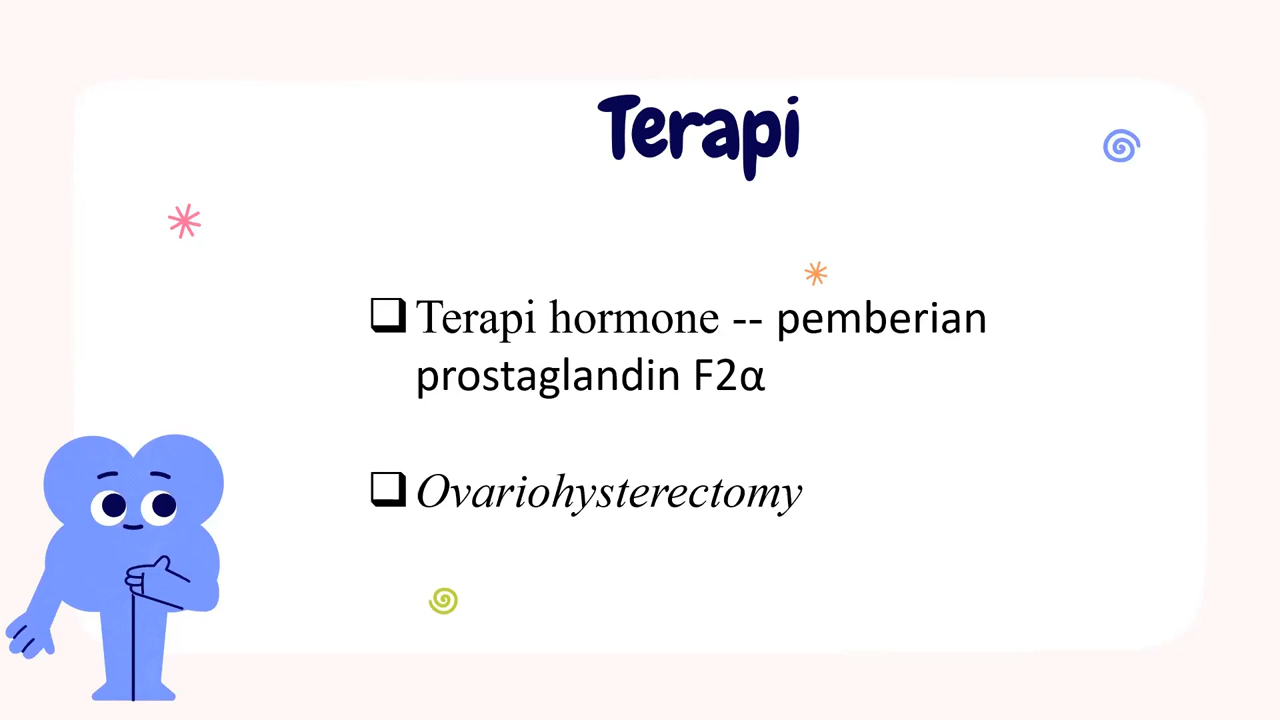 Terapi
❑ Terapi hormone -- pemberian
prostaglandin F2α
❑ Ovariohysterectomy